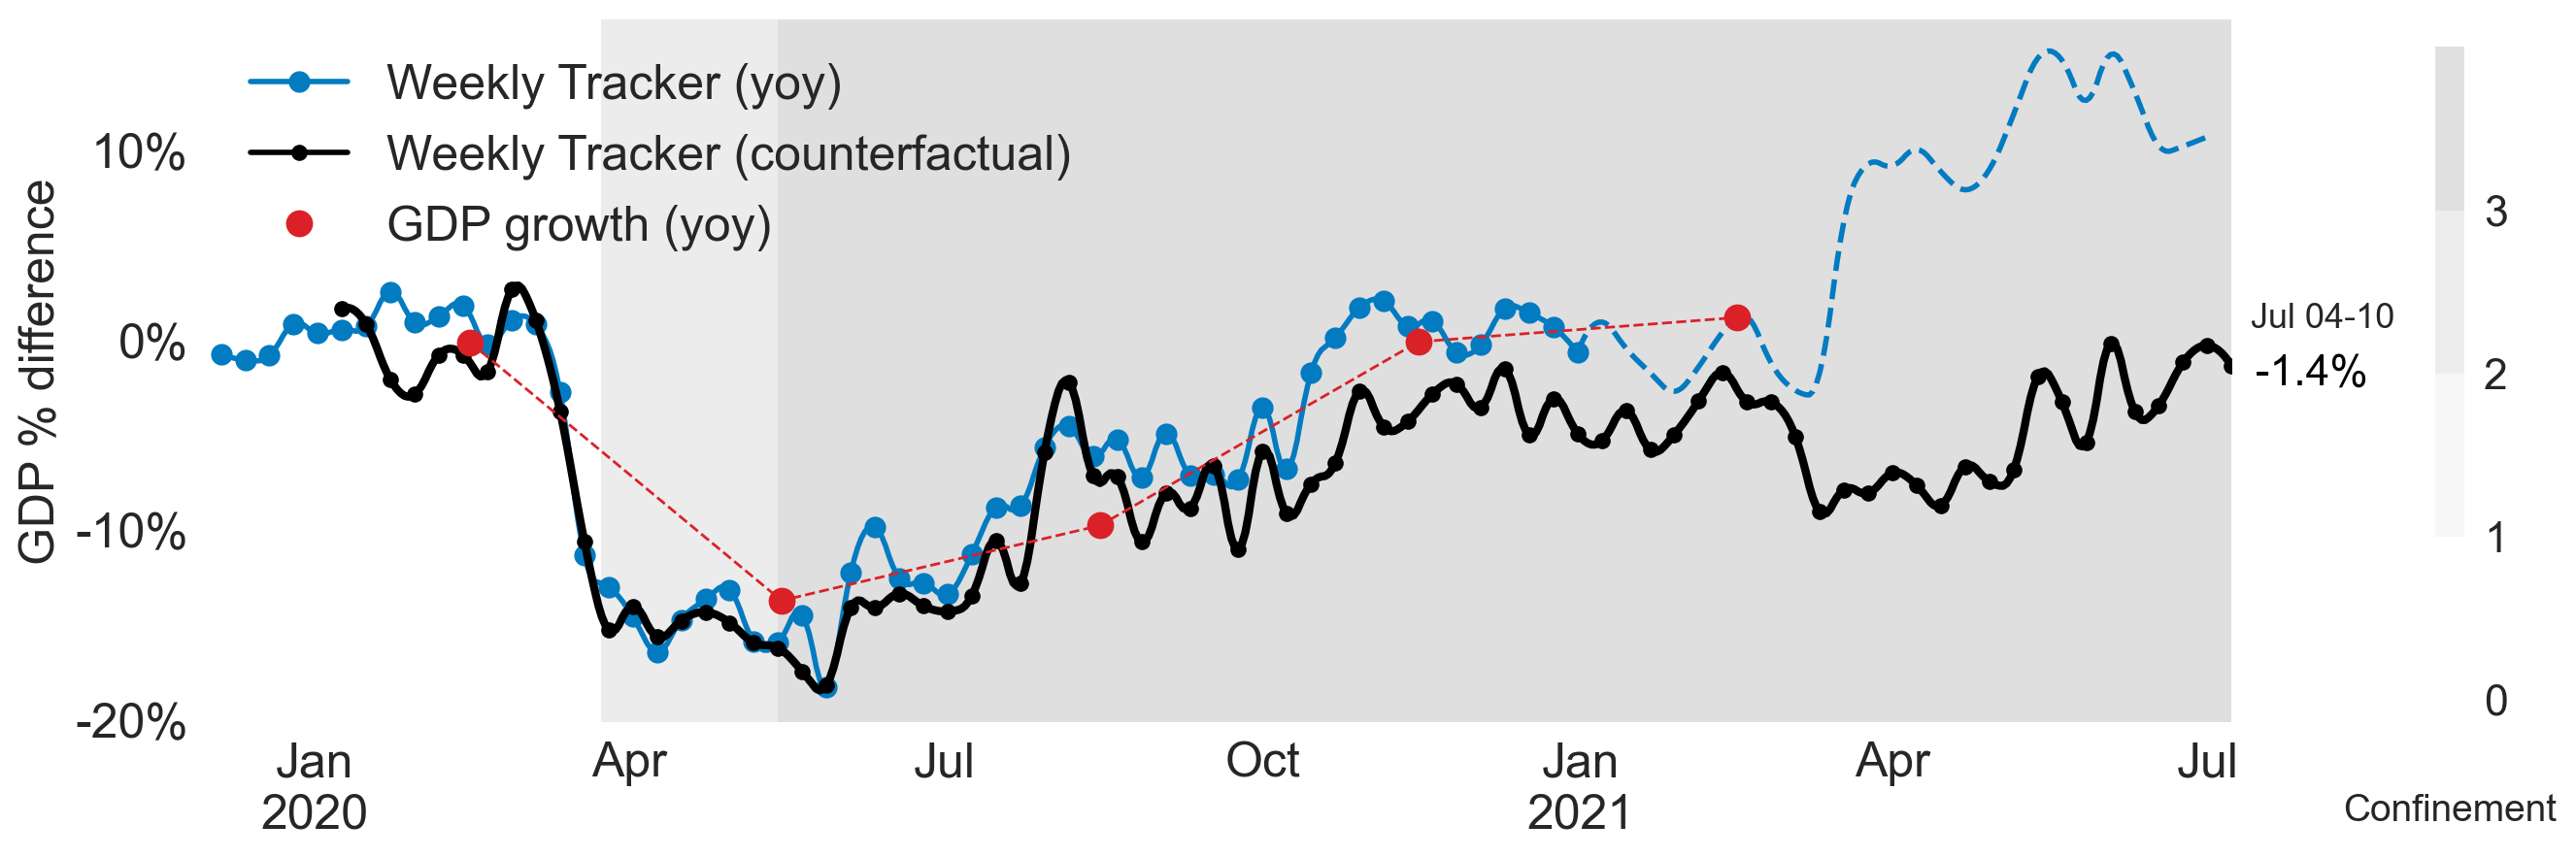 Weekly Tracker (yoy)
Weekly Tracker (counterfactual)
GDP growth (yoy)
GDP % difference
10%
0%
-10%
-20%
Jan
2020
Apr
Jul
Oct
Jan
2021
Apr
Jul
Jul 04-10
-1.4%
3
2
1
0
Confinement